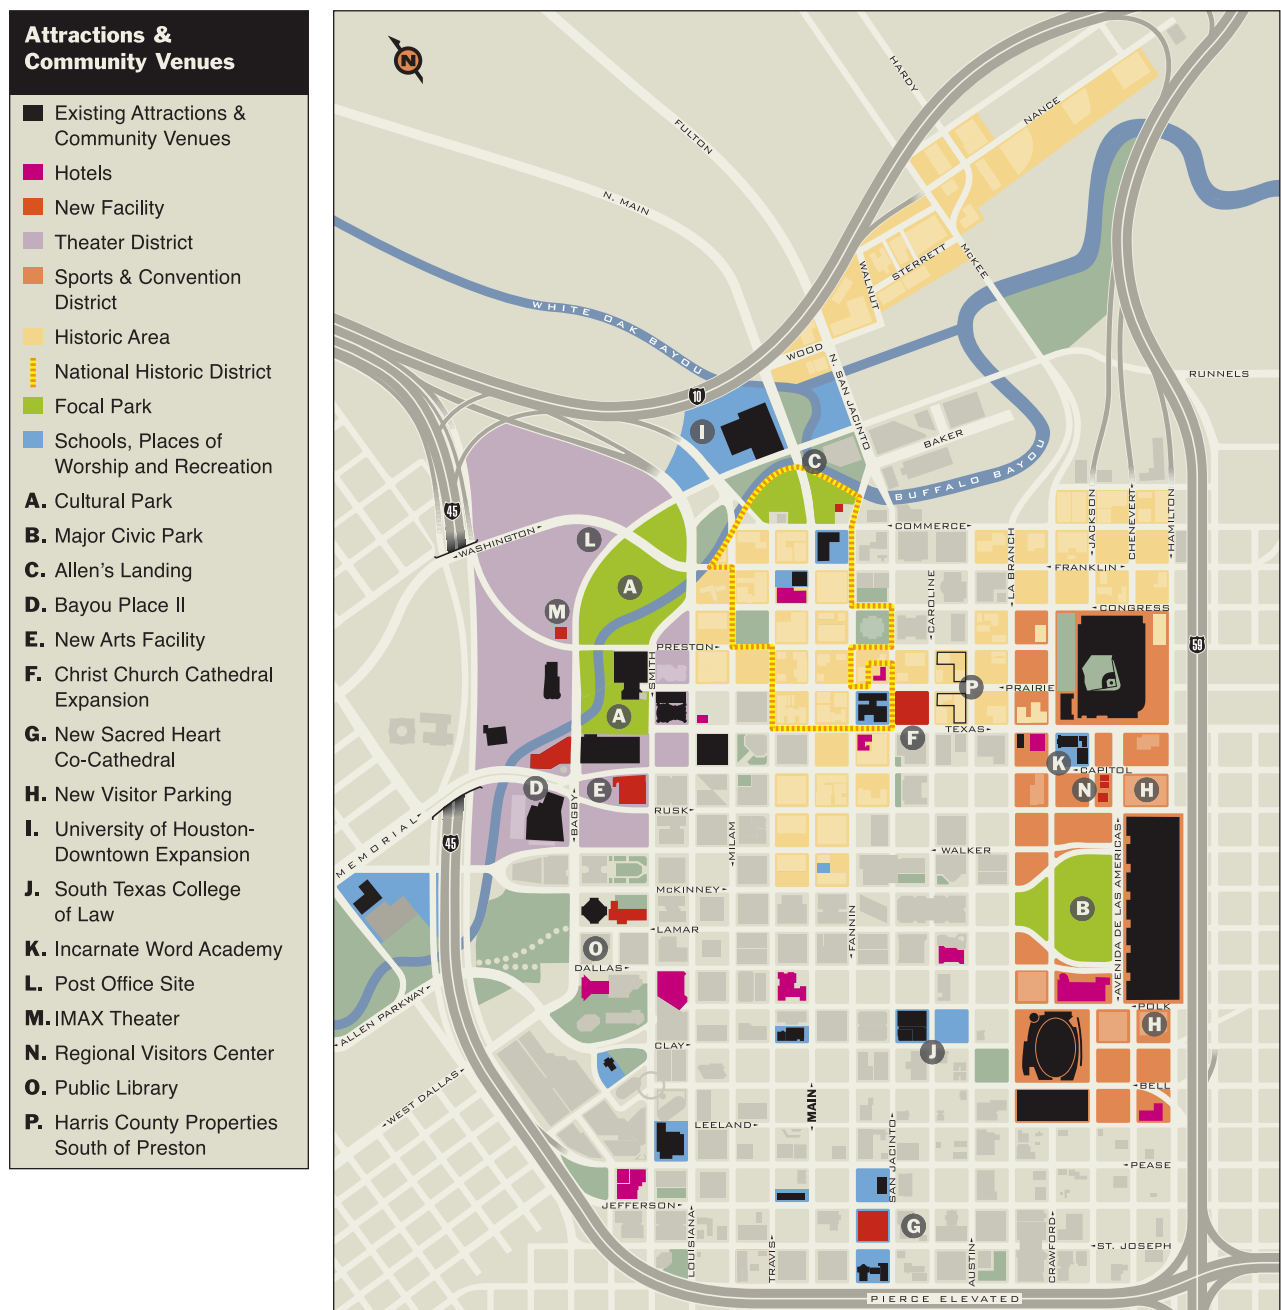 Attractions &
Community Venues
Existing Attractions &
Community Venues
Hotels
New Facility
Theater District
Sports & Convention
District
Historic Area
National Historic District
Focal Park
Schools, Places of
Worship and Recreation
A. Cultural Park
B. Major Civic Park
C. Allen's Landing
D. Bayou Place II
E. New Arts Facility
F. Christ Church Cathedral
Expansion
G. New Sacred Heart
Co-Cathedral
H. New Visitor Parking
I. University of Houston-
Downtown Expansion
J. South Texas College
of Law
K. Incarnate Word Academy
L. Post Office Site
M. IMAX Theater
N. Regional Visitors Center
O. Public Library
P. Harris County Properties
South of Preston
N
HARDY
NANCE
FULTON
N. MAIN
McKEE
STERRETT
WALNUT
WHITE OAK BAYOU
WOOD
N. SAN JACINTO
RUNNELS
10
I
BAKER
C
BUFFALO BAYOU
45
WASHINGTON
L
COMMERCE
JACKSON
CHENEVERT
HAMILTON
LA BRANCH
FRANKLIN
A
CAROLINE
M
CONGRESS
PRESTON
59
SMITH
P
PRAIRIE
A
F
TEXAS
K
CAPITOL
D
E
N
H
BAGBY
RUSK
MEMORIAL
45
MILAM
WALKER
AVENIDA DE LAS AMERICAS
McKINNEY
B
FANNIN
LAMAR
O
DALLAS
ALLEN PARKWAY
POLK
H
CLAY
J
WEST DALLAS
BELL
MAIN
LEELAND
SAN JACINTO
PEASE
JEFFERSON
LOUISIANA
TRAVIS
G
AUSTIN
CRAWFORD
ST. JOSEPH
PIERCE ELEVATED